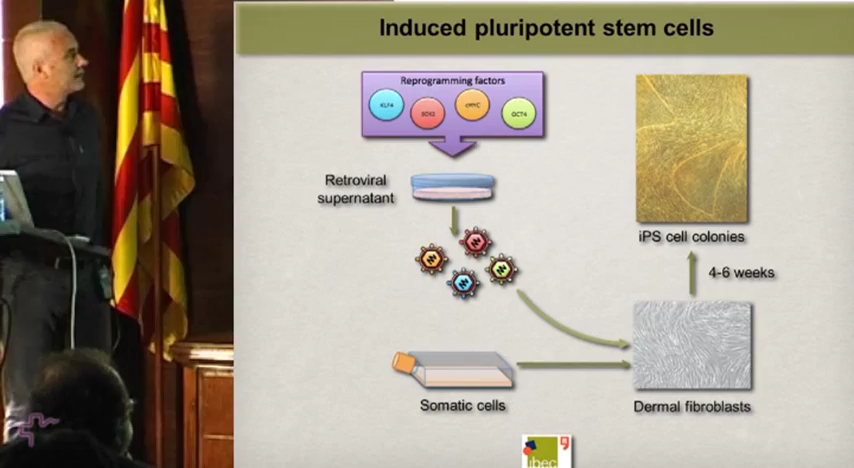 Induced pluripotent stem cells
Reprogramming factors
KLF4
SOX2
cMYC
OCT4
Retroviral
supernatant
iPS cell colonies
4-6 weeks
Somatic cells
Dermal fibroblasts
ibec